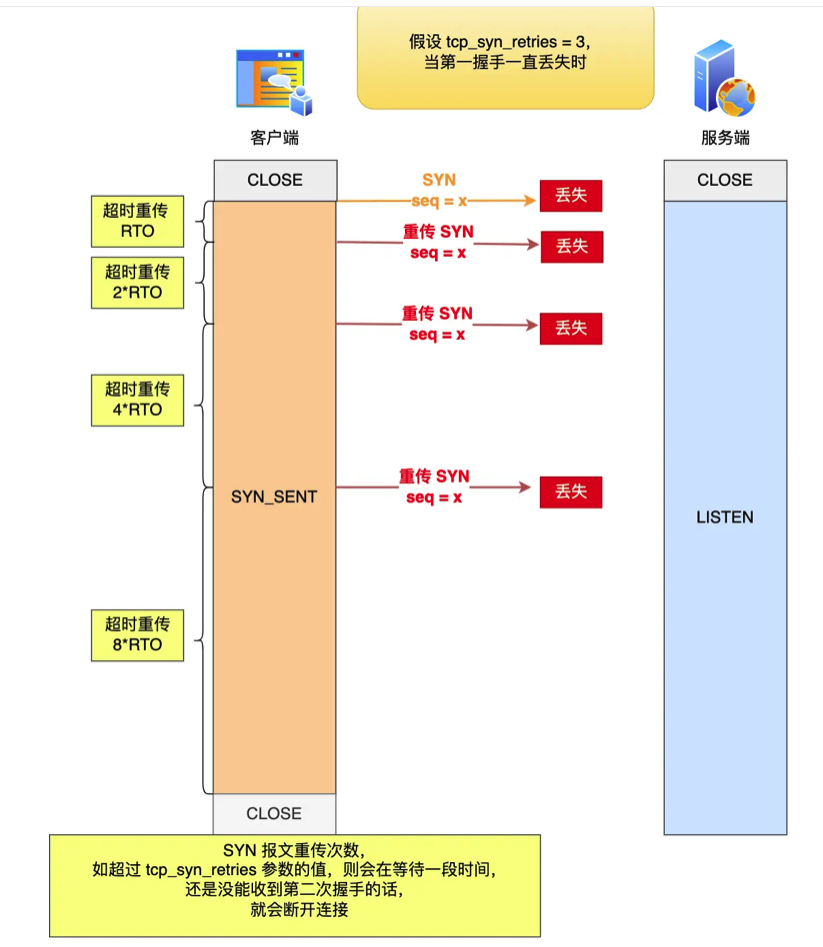 假设 tcp_syn_retries = 3,
当第一握手一直丢失时
客户端
服务端
CLOSE
CLOSE
SYN
seq = x
丢失
超时重传
RTO
重传 SYN
seq = x
丢失
超时重传
2*RTO
重传 SYN
seq = x
丢失
超时重传
4*RTO
重传 SYN
seq = x
丢失
SYN_SENT
LISTEN
超时重传
8*RTO
CLOSE
SYN 报文重传次数,
如超过 tcp_syn_retries 参数的值，则会在等待一段时间，
还是没能收到第二次握手的话，
就会断开连接